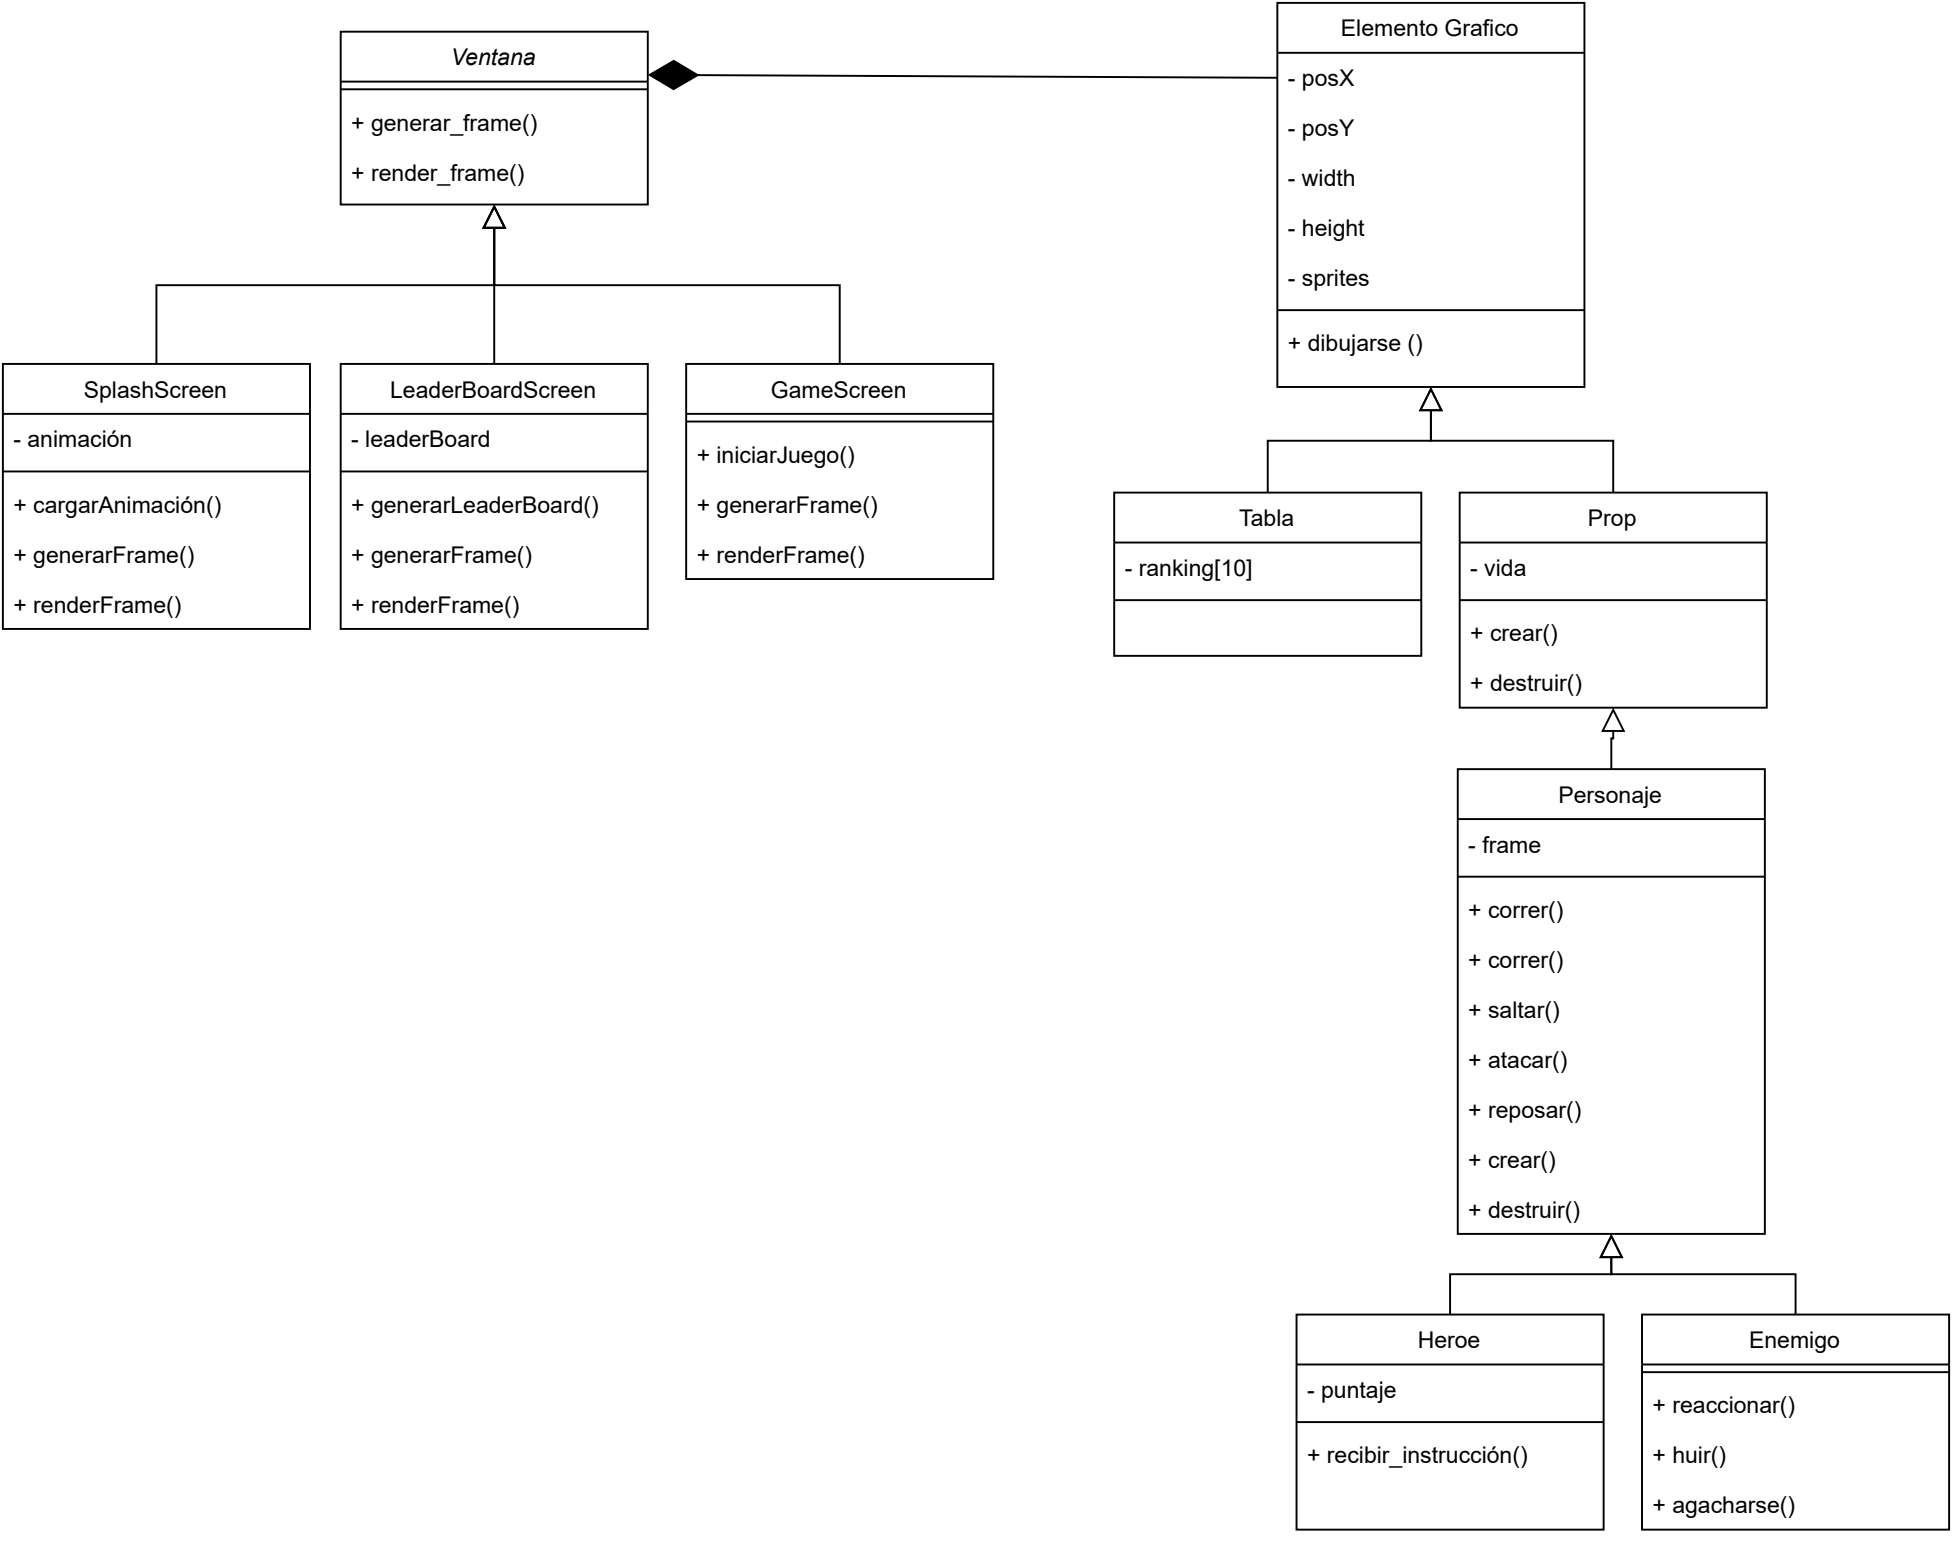 Ventana
+ generar_frame()
+ render_frame()
Elemento Grafico
- posX
- posY
- width
- height
- sprites
+ dibujarse ()
SplashScreen
- animación
+ cargarAnimación()
+ generarFrame()
+ renderFrame()
LeaderBoardScreen
- leaderBoard
+ generarLeaderBoard()
+ generarFrame()
+ renderFrame()
GameScreen
+ iniciarJuego()
+ generarFrame()
+ renderFrame()
Tabla
- ranking[10]
Prop
- vida
+ crear()
+ destruir()
Personaje
- frame
+ correr()
+ correr()
+ saltar()
+ atacar()
+ reposar()
+ crear()
+ destruir()
Heroe
- puntaje
+ recibir_instrucción()
Enemigo
+ reaccionar()
+ huir()
+ agacharse()